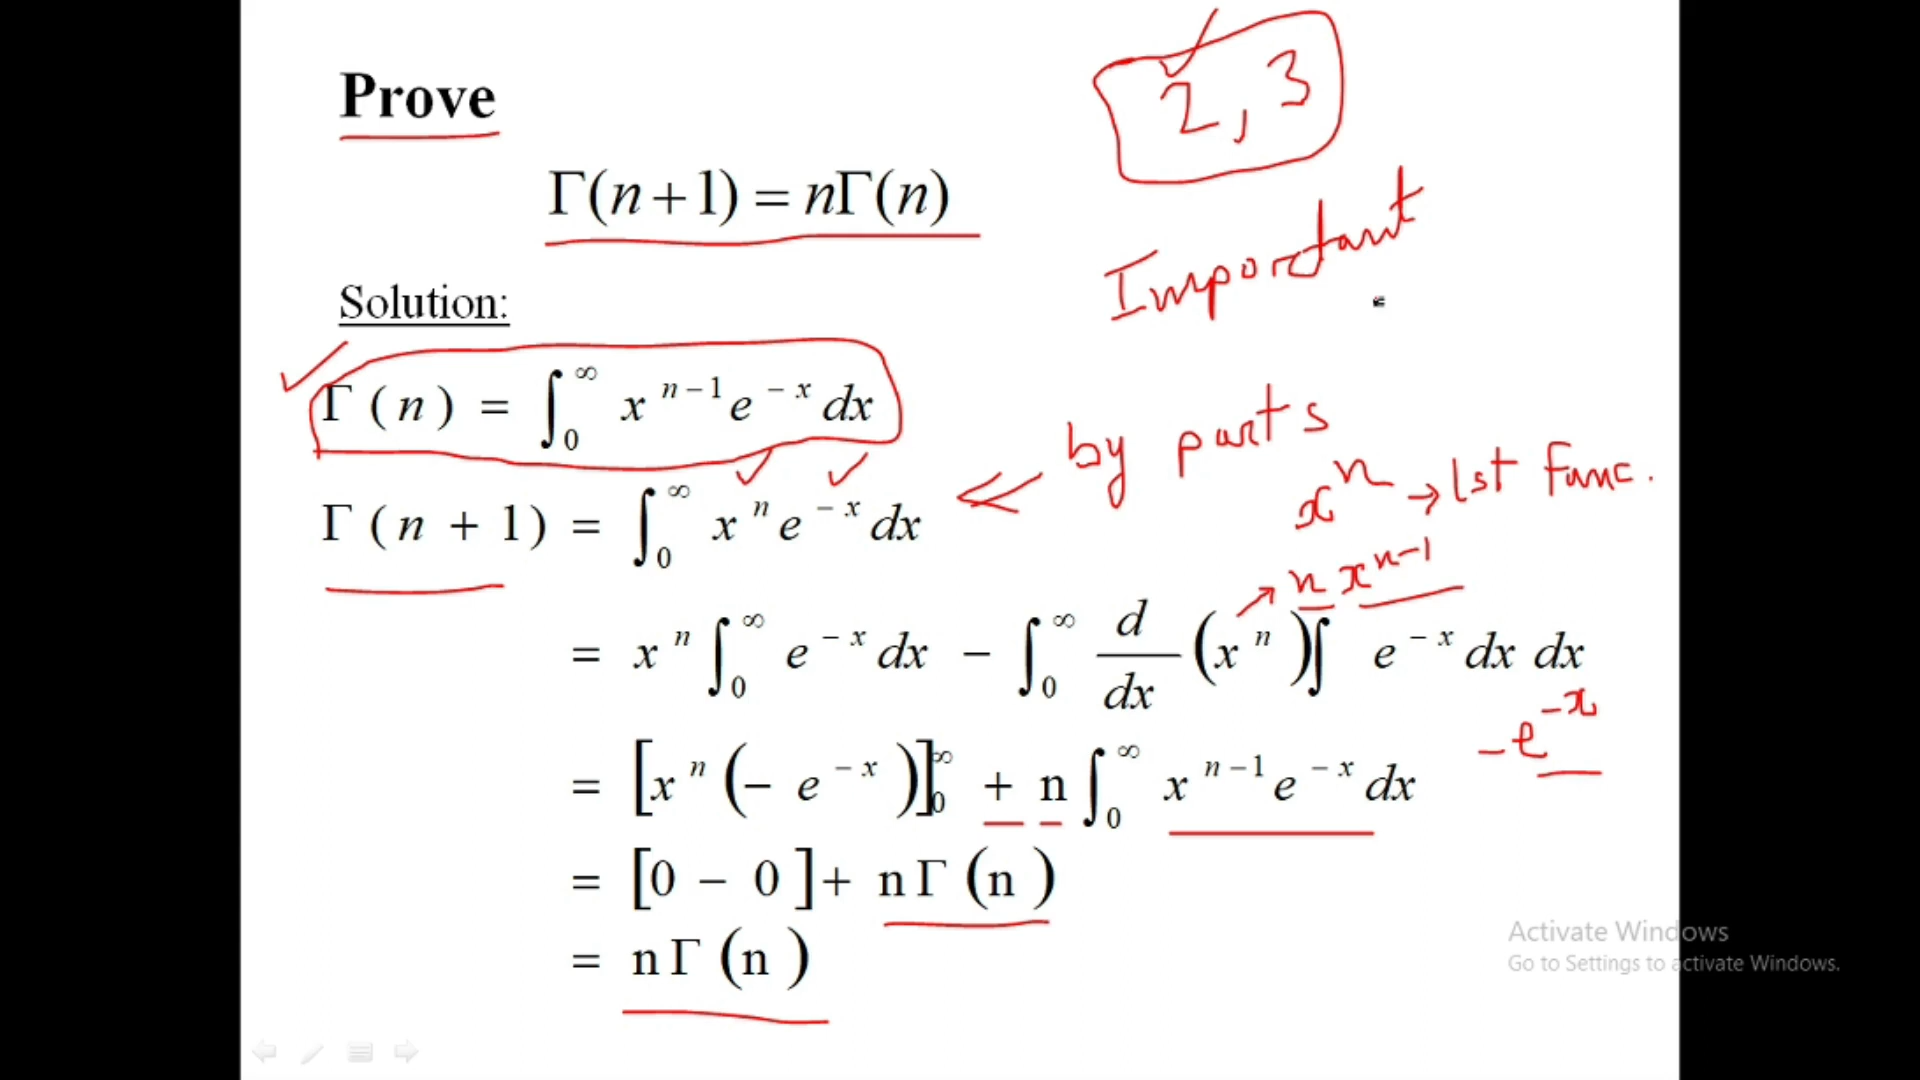 Prove
2, 3
Γ(n+1) = nΓ(n)
Important
Solution:
Γ(n) = ∫₀^∞ x^(n−1) e^(−x) dx
by parts
x^n → 1st Func.
Γ(n + 1) = ∫₀^∞ x^n e^(−x) dx
n x^(n−1)
= x^n ∫₀^∞ e^(−x) dx − ∫₀^∞ d/dx (x^n) ∫ e^(−x) dx dx
−e^(−x)
= [x^n (−e^(−x))]₀^∞ + n ∫₀^∞ x^(n−1) e^(−x) dx
= [0 − 0] + nΓ(n)
= nΓ(n)
Activate Windows
Go to Settings to activate Windows.